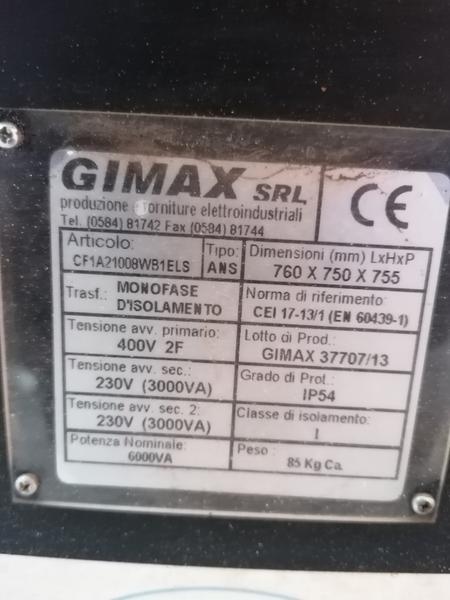 GIMAX SRL
produzione e forniture elettroindustriali
Tel. (0584) 81742 Fax (0584) 81744
CE
Articolo:
CF1A21008WB1ELS
Tipo:
ANS
Dimensioni (mm) LxHxP
760 X 750 X 755
Trasf.: MONOFASE
D'ISOLAMENTO
Norma di riferimento:
CEI 17-13/1 (EN 60439-1)
Tensione avv. primario:
400V 2F
Lotto di Prod.:
GIMAX 37707/13
Tensione avv. sec.:
230V (3000VA)
Grado di Prot.:
IP54
Tensione avv. sec. 2:
230V (3000VA)
Classe di isolamento:
I
Potenza Nominale:
6000VA
Peso :
85 Kg Ca.